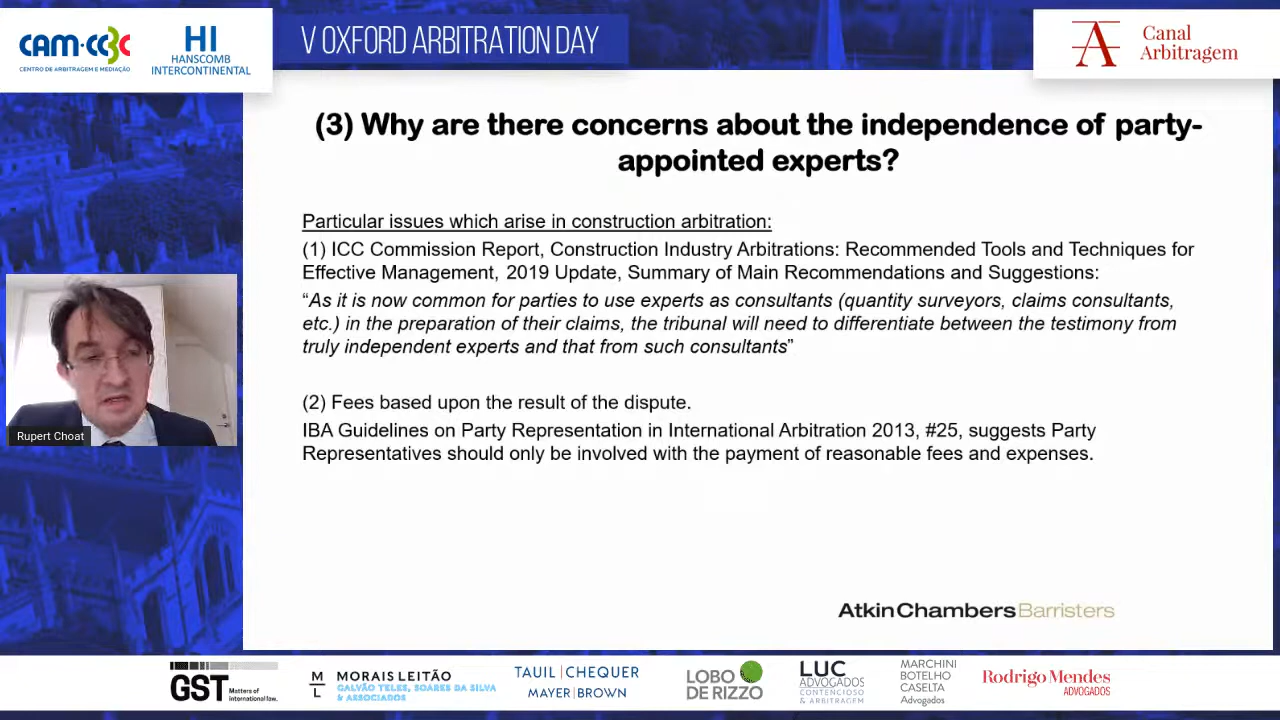 CAM-CCBC
CENTRO DE ARBITRAGEM E MEDIAÇÃO
HI
HANSCOMB
INTERCONTINENTAL
V OXFORD ARBITRATION DAY
Canal
Arbitragem
(3) Why are there concerns about the independence of party-
appointed experts?
Particular issues which arise in construction arbitration:
(1) ICC Commission Report, Construction Industry Arbitrations: Recommended Tools and Techniques for
Effective Management, 2019 Update, Summary of Main Recommendations and Suggestions:
“As it is now common for parties to use experts as consultants (quantity surveyors, claims consultants,
etc.) in the preparation of their claims, the tribunal will need to differentiate between the testimony from
truly independent experts and that from such consultants”
(2) Fees based upon the result of the dispute.
IBA Guidelines on Party Representation in International Arbitration 2013, #25, suggests Party
Representatives should only be involved with the payment of reasonable fees and expenses.
Rupert Choat
Atkin Chambers Barristers
GST Matters of
international law.
M
L
MORAIS LEITÃO
GALVÃO TELES, SOARES DA SILVA
& ASSOCIADOS
TAUIL | CHEQUER
MAYER | BROWN
LOBO
DE RIZZO
LUC
ADVOGADOS
CONTENCIOSO
& ARBITRAGEM
MARCHINI
BOTELHO
CASELTA
Advogados
Rodrigo Mendes
ADVOGADOS